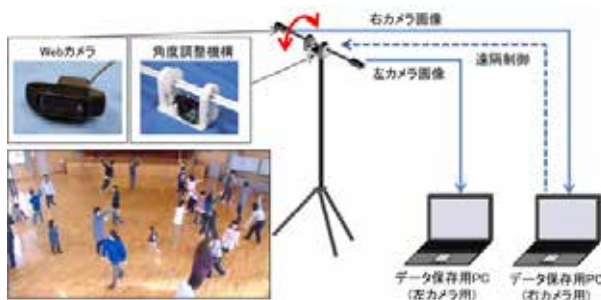 Webカメラ
角度調整機構
右カメラ画像
遠隔制御
左カメラ画像
データ保存用PC
(左カメラ用)
データ保存用PC
(右カメラ用)